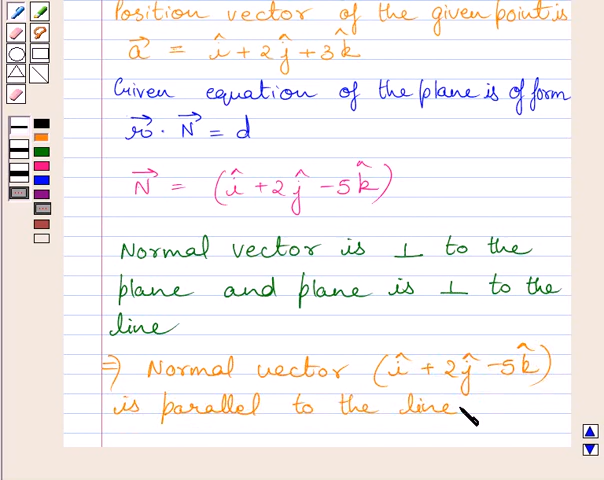 Position vector of the given point is
a⃗ = î + 2ĵ + 3k̂
Given equation of the plane is of form
r⃗ · N⃗ = d
N⃗ = (î + 2ĵ - 5k̂)
Normal vector is ⊥ to the
plane and plane is ⊥ to the
line
⇒ Normal vector (î + 2ĵ - 5k̂)
is parallel to the line